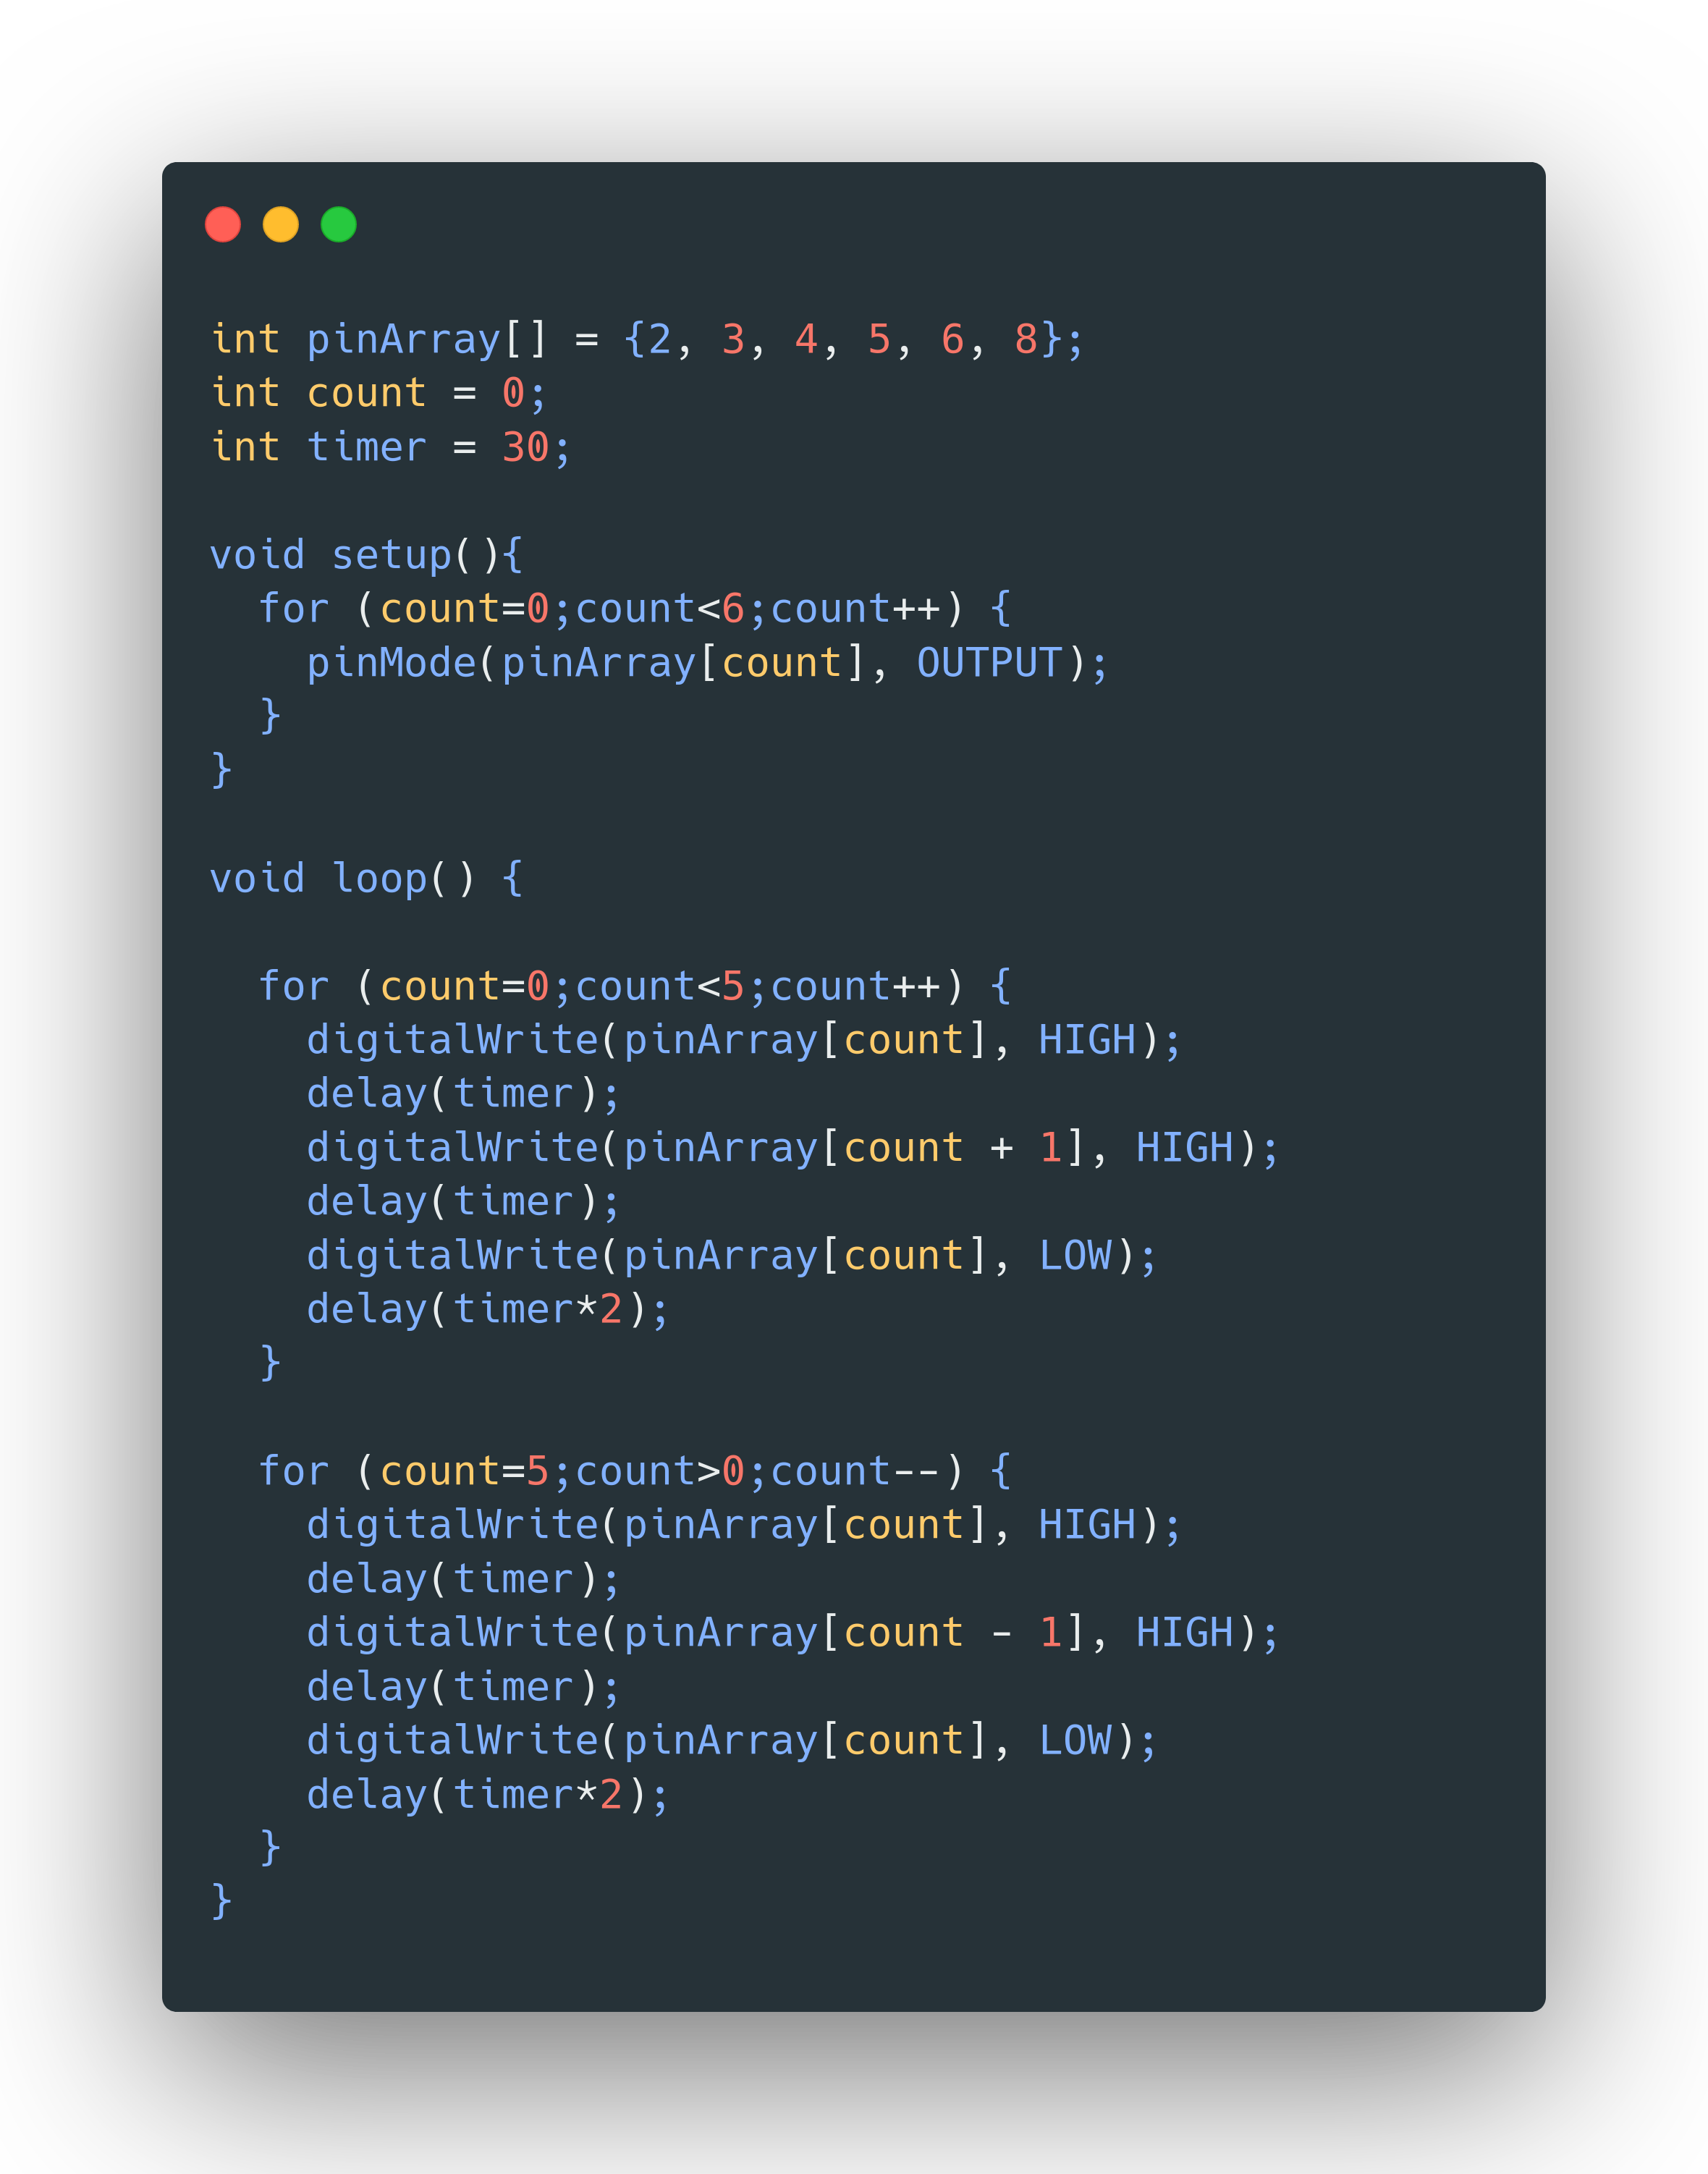 int pinArray[] = {2, 3, 4, 5, 6, 8};
int count = 0;
int timer = 30;

void setup(){
  for (count=0;count<6;count++) {
    pinMode(pinArray[count], OUTPUT);
  }
}

void loop() {

  for (count=0;count<5;count++) {
    digitalWrite(pinArray[count], HIGH);
    delay(timer);
    digitalWrite(pinArray[count + 1], HIGH);
    delay(timer);
    digitalWrite(pinArray[count], LOW);
    delay(timer*2);
  }

  for (count=5;count>0;count--) {
    digitalWrite(pinArray[count], HIGH);
    delay(timer);
    digitalWrite(pinArray[count - 1], HIGH);
    delay(timer);
    digitalWrite(pinArray[count], LOW);
    delay(timer*2);
  }
}